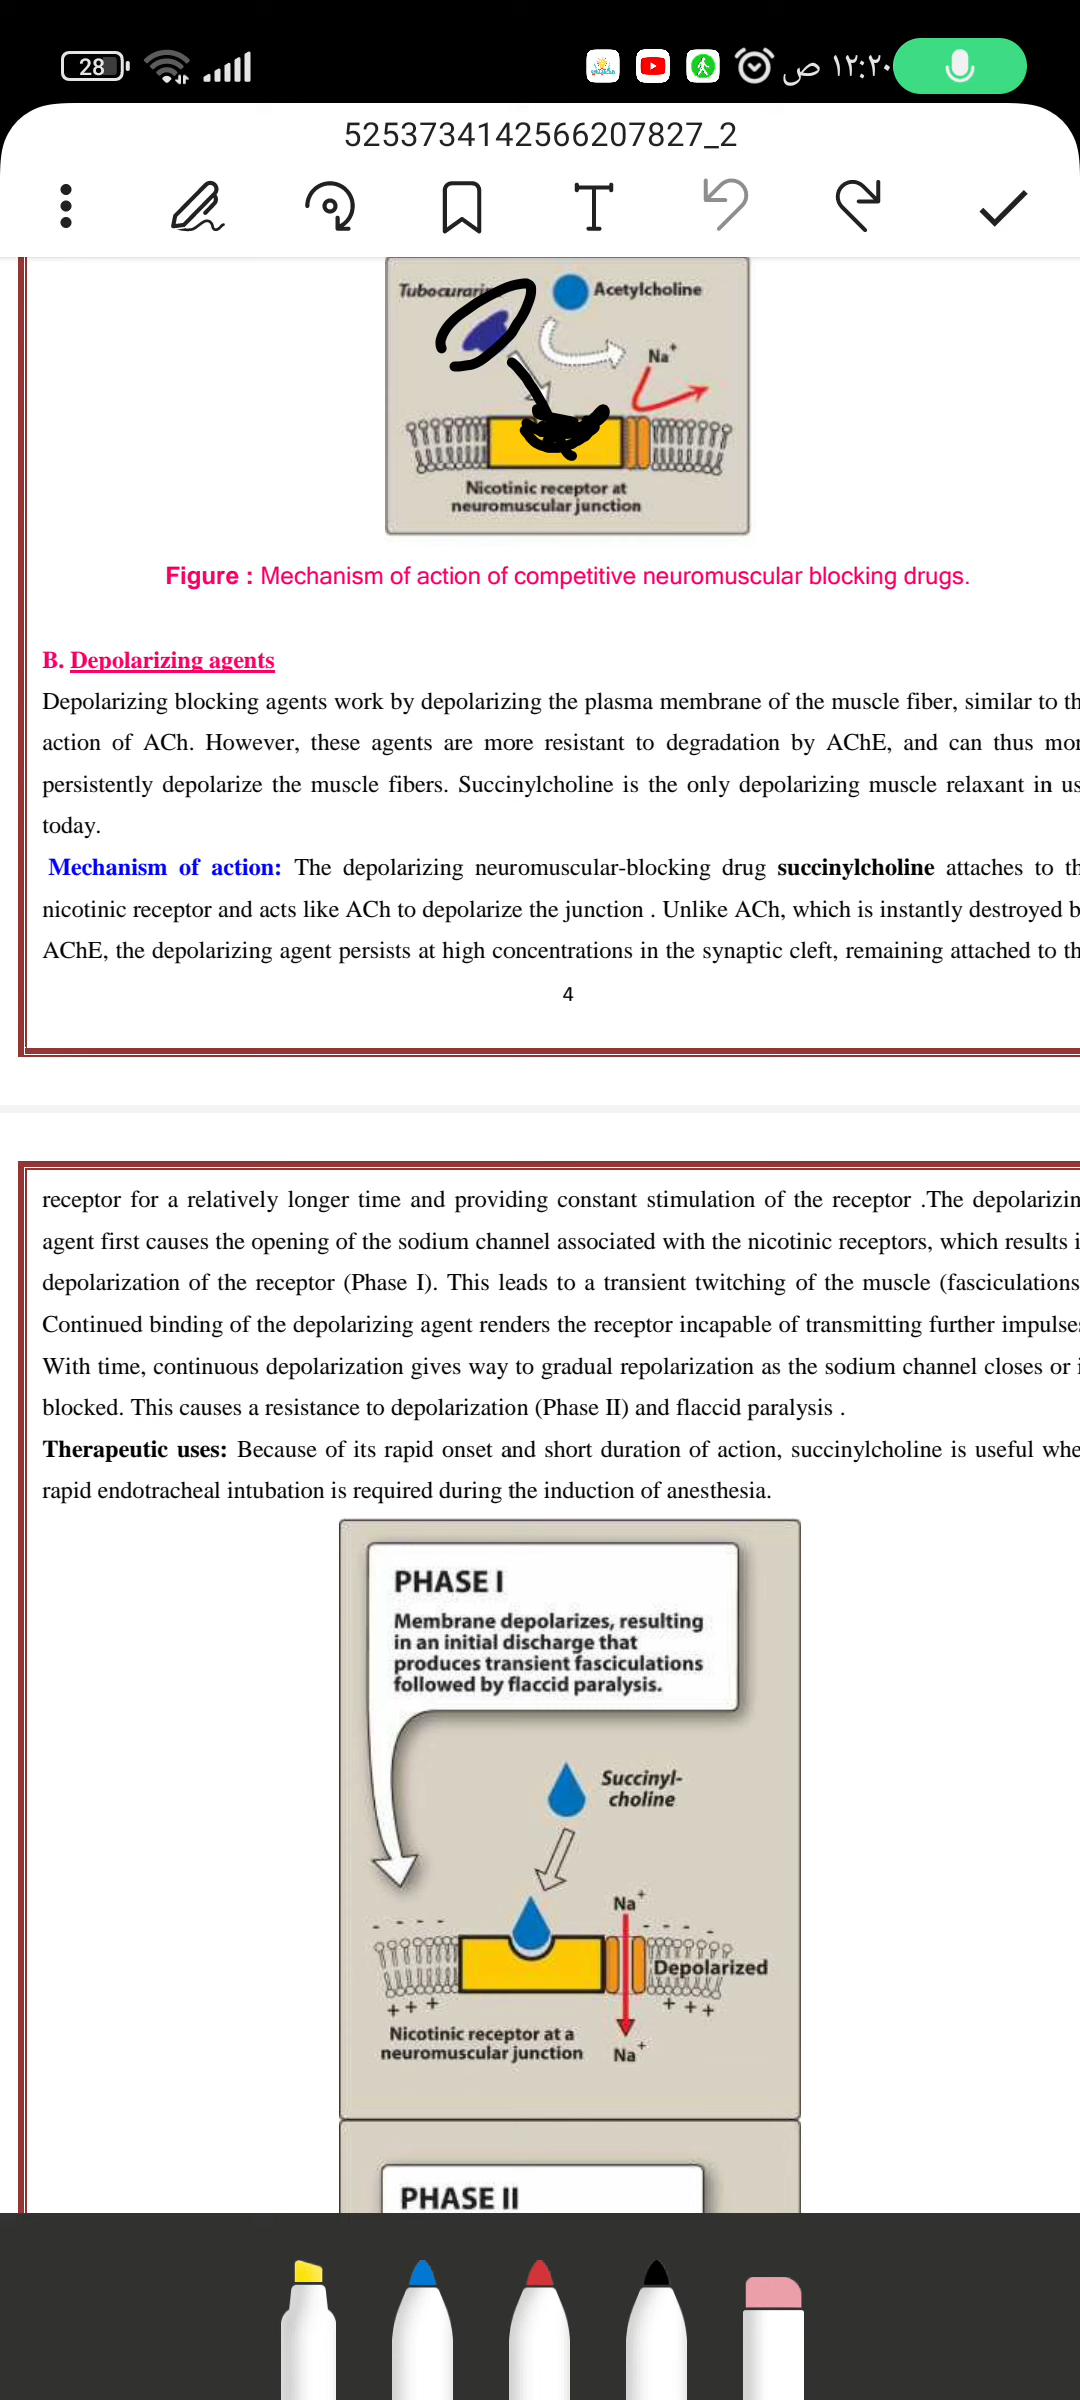 28
١٢:٢٠ ص
5253734142566207827_2
T
Acetylcholine
Na+
Nicotinic receptor at
neuromuscular junction
Figure : Mechanism of action of competitive neuromuscular blocking drugs.
B. Depolarizing agents
Depolarizing blocking agents work by depolarizing the plasma membrane of the muscle fiber, similar to th
action of ACh. However, these agents are more resistant to degradation by AChE, and can thus mor
persistently depolarize the muscle fibers. Succinylcholine is the only depolarizing muscle relaxant in us
today.
Mechanism of action: The depolarizing neuromuscular-blocking drug succinylcholine attaches to th
nicotinic receptor and acts like ACh to depolarize the junction . Unlike ACh, which is instantly destroyed b
AChE, the depolarizing agent persists at high concentrations in the synaptic cleft, remaining attached to th
4
receptor for a relatively longer time and providing constant stimulation of the receptor .The depolarizin
agent first causes the opening of the sodium channel associated with the nicotinic receptors, which results i
depolarization of the receptor (Phase I). This leads to a transient twitching of the muscle (fasciculations
Continued binding of the depolarizing agent renders the receptor incapable of transmitting further impulses
With time, continuous depolarization gives way to gradual repolarization as the sodium channel closes or i
blocked. This causes a resistance to depolarization (Phase II) and flaccid paralysis .
Therapeutic uses: Because of its rapid onset and short duration of action, succinylcholine is useful whe
rapid endotracheal intubation is required during the induction of anesthesia.
PHASE I
Membrane depolarizes, resulting
in an initial discharge that
produces transient fasciculations
followed by flaccid paralysis.
Succinyl-
choline
Na+
- - - - - - - -
Depolarized
+ + + + + +
Nicotinic receptor at a
neuromuscular junction
Na+
PHASE II